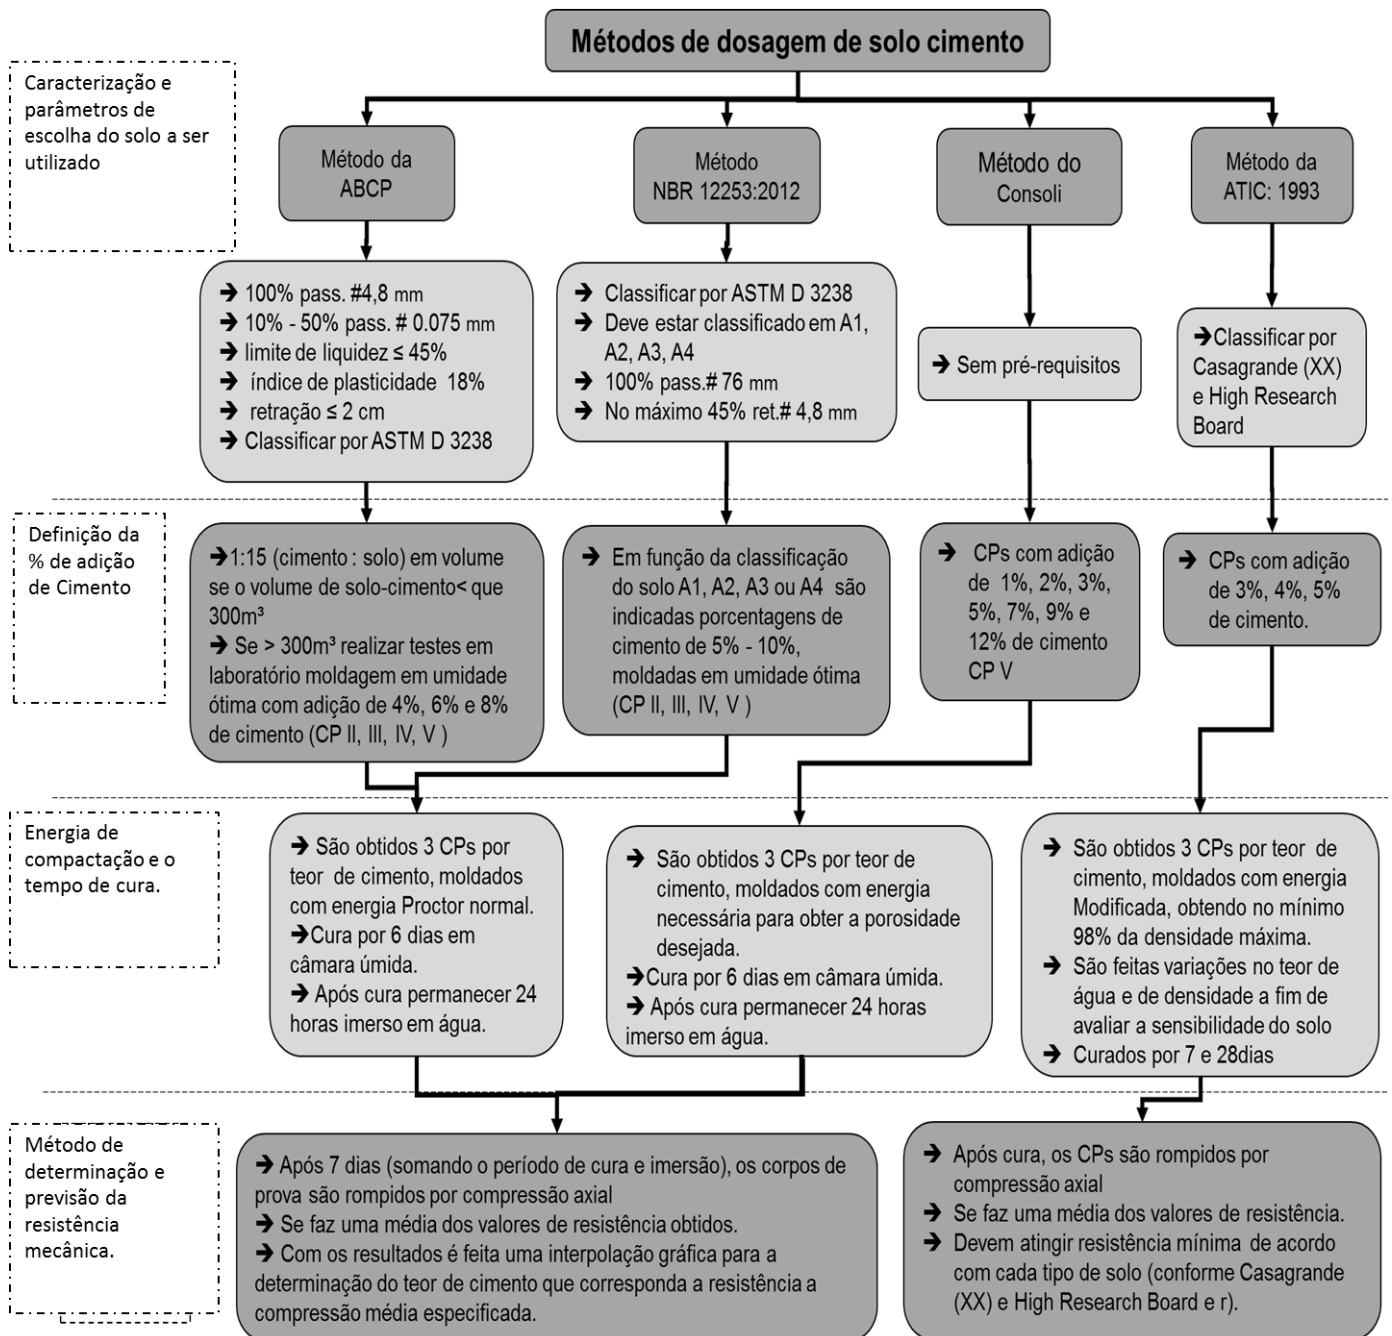 Métodos de dosagem de solo cimento
Caracterização e
parâmetros de
escolha do solo a ser
utilizado
Método da
ABCP
Método
NBR 12253:2012
Método do
Consoli
Método da
ATIC: 1993
➔ 100% pass. #4,8 mm
➔ 10% - 50% pass. # 0.075 mm
➔ limite de liquidez ≤ 45%
➔ índice de plasticidade 18%
➔ retração ≤ 2 cm
➔ Classificar por ASTM D 3238
➔ Classificar por ASTM D 3238
➔ Deve estar classificado em A1,
A2, A3, A4
➔ 100% pass.# 76 mm
➔ No máximo 45% ret.# 4,8 mm
➔ Sem pré-requisitos
➔Classificar por
Casagrande (XX)
e High Research
Board
Definição da
% de adição
de Cimento
➔1:15 (cimento : solo) em volume
se o volume de solo-cimento< que
300m³
➔ Se > 300m³ realizar testes em
laboratório moldagem em umidade
ótima com adição de 4%, 6% e 8%
de cimento (CP II, III, IV, V )
➔ Em função da classificação
do solo A1, A2, A3 ou A4 são
indicadas porcentagens de
cimento de 5% - 10%,
moldadas em umidade ótima
(CP II, III, IV, V )
➔ CPs com adição
de 1%, 2%, 3%,
5%, 7%, 9% e
12% de cimento
CP V
➔ CPs com adição
de 3%, 4%, 5%
de cimento.
Energia de
compactação e o
tempo de cura.
➔ São obtidos 3 CPs por
teor de cimento, moldados
com energia Proctor normal.
➔Cura por 6 dias em
câmara úmida.
➔ Após cura permanecer 24
horas imerso em água.
➔ São obtidos 3 CPs por teor de
cimento, moldados com energia
necessária para obter a porosidade
desejada.
➔Cura por 6 dias em câmara úmida.
➔ Após cura permanecer 24 horas
imerso em água.
➔ São obtidos 3 CPs por teor de
cimento, moldados com energia
Modificada, obtendo no mínimo
98% da densidade máxima.
➔ São feitas variações no teor de
água e de densidade a fim de
avaliar a sensibilidade do solo
➔ Curados por 7 e 28dias
Método de
determinação e
previsão da
resistência
mecânica.
➔ Após 7 dias (somando o período de cura e imersão), os corpos de
prova são rompidos por compressão axial
➔ Se faz uma média dos valores de resistência obtidos.
➔ Com os resultados é feita uma interpolação gráfica para a
determinação do teor de cimento que corresponda a resistência a
compressão média especificada.
➔ Após cura, os CPs são rompidos por
compressão axial
➔ Se faz uma média dos valores de resistência.
➔ Devem atingir resistência mínima de acordo
com cada tipo de solo (conforme Casagrande
(XX) e High Research Board e r).